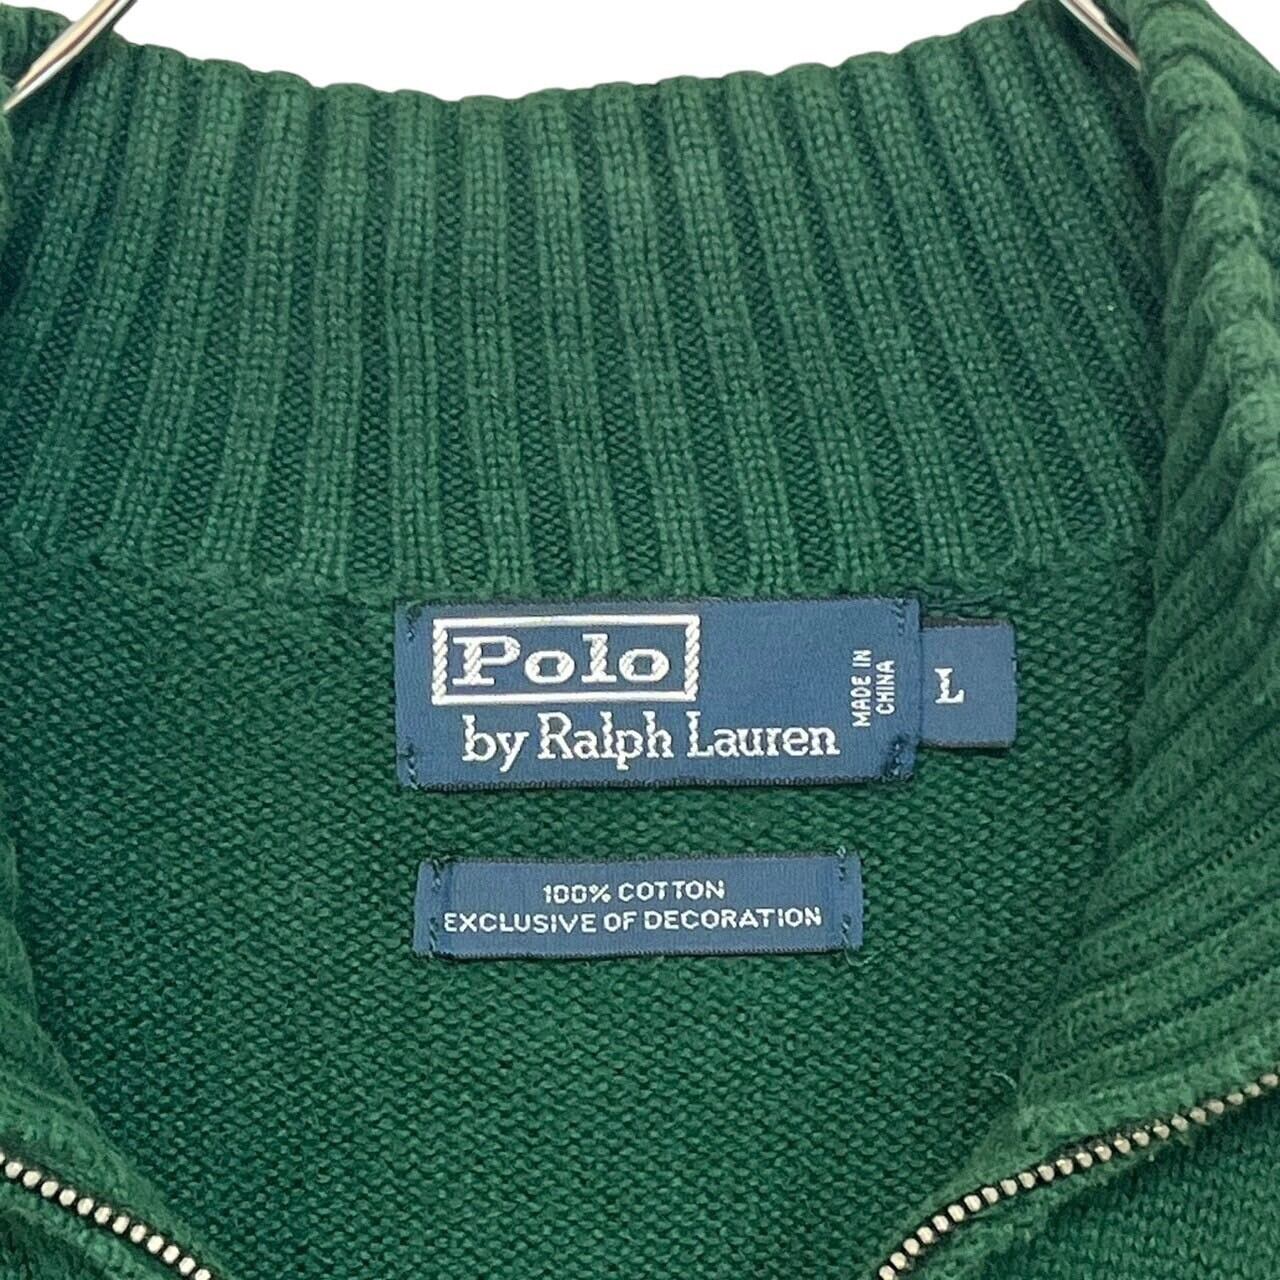 Polo
by Ralph Lauren
MADE IN
CHINA
L
100% COTTON
EXCLUSIVE OF DECORATION